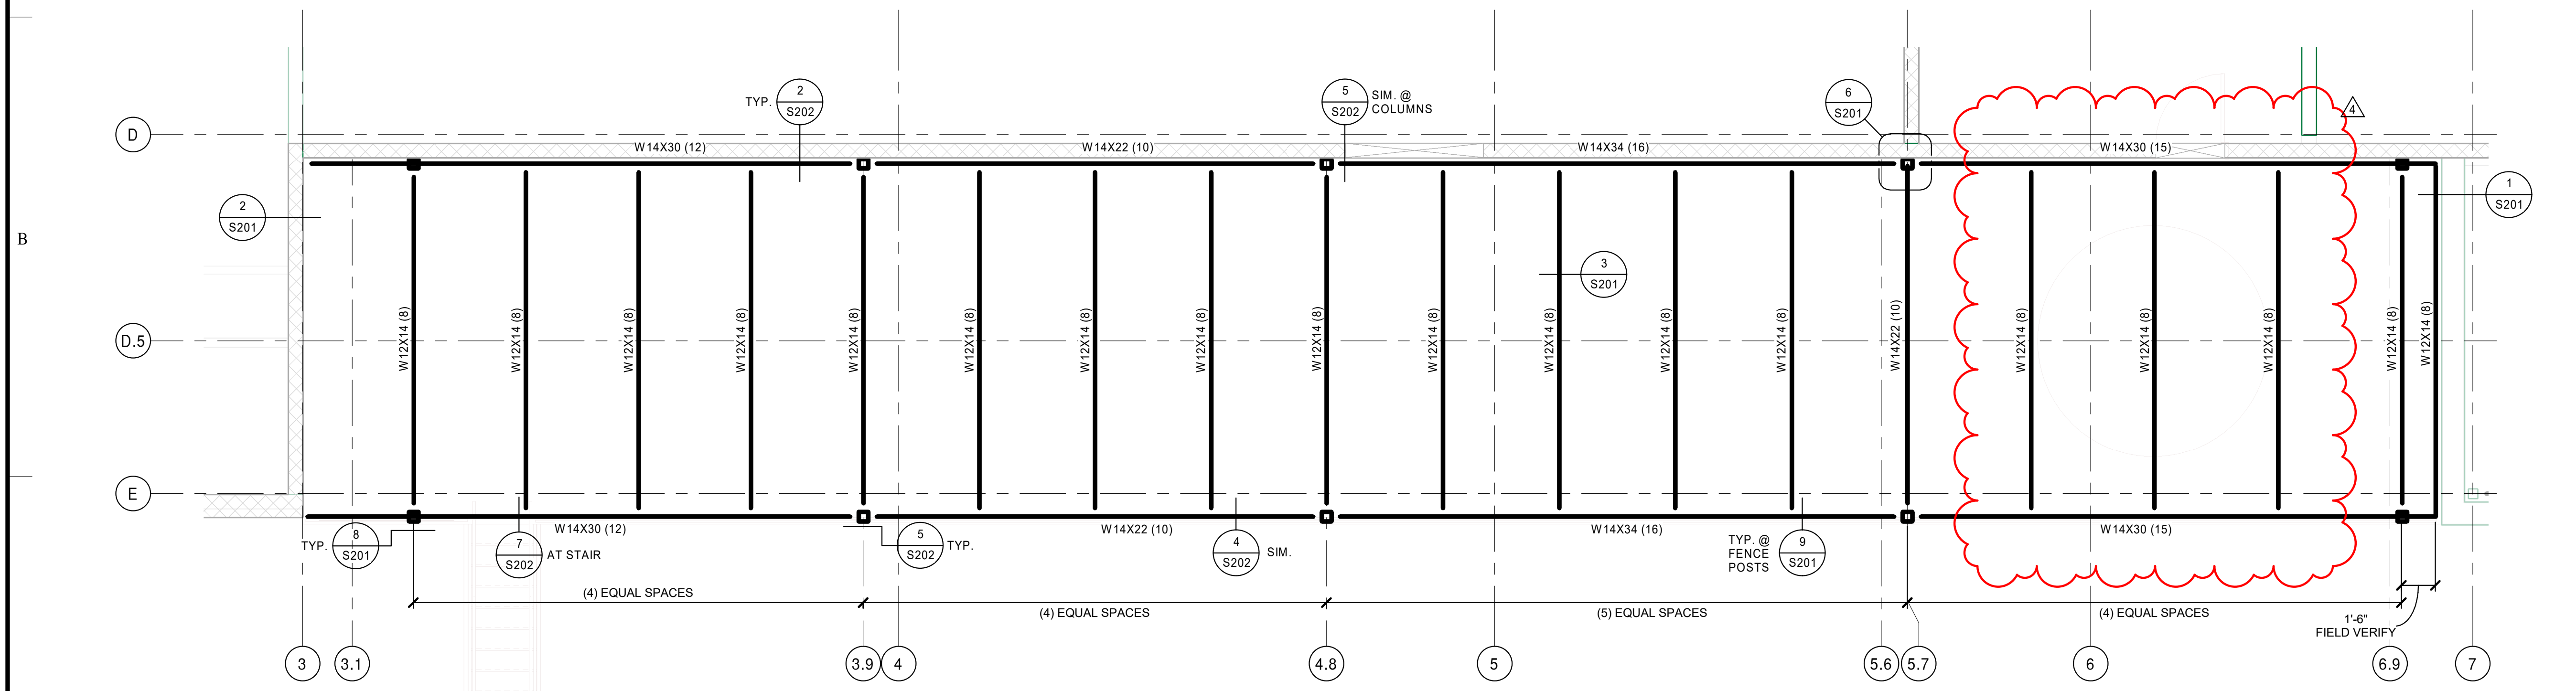 B
D
D.5
E
TYP.
2
S202
5
S202
SIM. @
COLUMNS
6
S201
4
W14X30 (12)
W14X22 (10)
W14X34 (16)
W14X30 (15)
2
S201
1
S201
3
S201
W12X14 (8)
W12X14 (8)
W12X14 (8)
W12X14 (8)
W12X14 (8)
W12X14 (8)
W12X14 (8)
W12X14 (8)
W12X14 (8)
W12X14 (8)
W12X14 (8)
W12X14 (8)
W12X14 (8)
W14X22 (10)
W12X14 (8)
W12X14 (8)
W12X14 (8)
W12X14 (8)
W12X14 (8)
W14X30 (12)
W14X22 (10)
W14X34 (16)
W14X30 (15)
TYP.
8
S201
7
S202
AT STAIR
5
S202
TYP.
4
S202
SIM.
TYP. @
FENCE
POSTS
9
S201
(4) EQUAL SPACES
(4) EQUAL SPACES
(5) EQUAL SPACES
(4) EQUAL SPACES
1'-6"
FIELD VERIFY
3
3.1
3.9
4
4.8
5
5.6
5.7
6
6.9
7